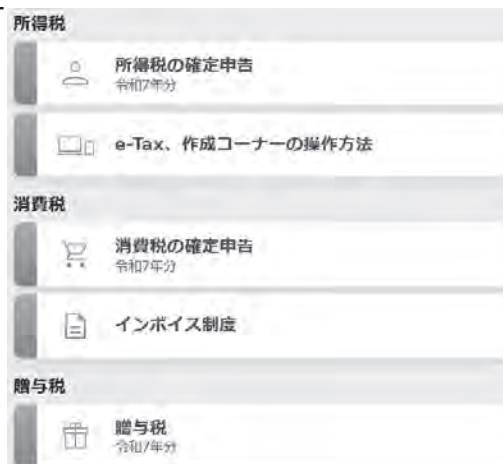 所得税
所得税の確定申告
令和7年分
e-Tax、作成コーナーの操作方法
消費税
消費税の確定申告
令和7年分
インボイス制度
贈与税
贈与税
令和7年分